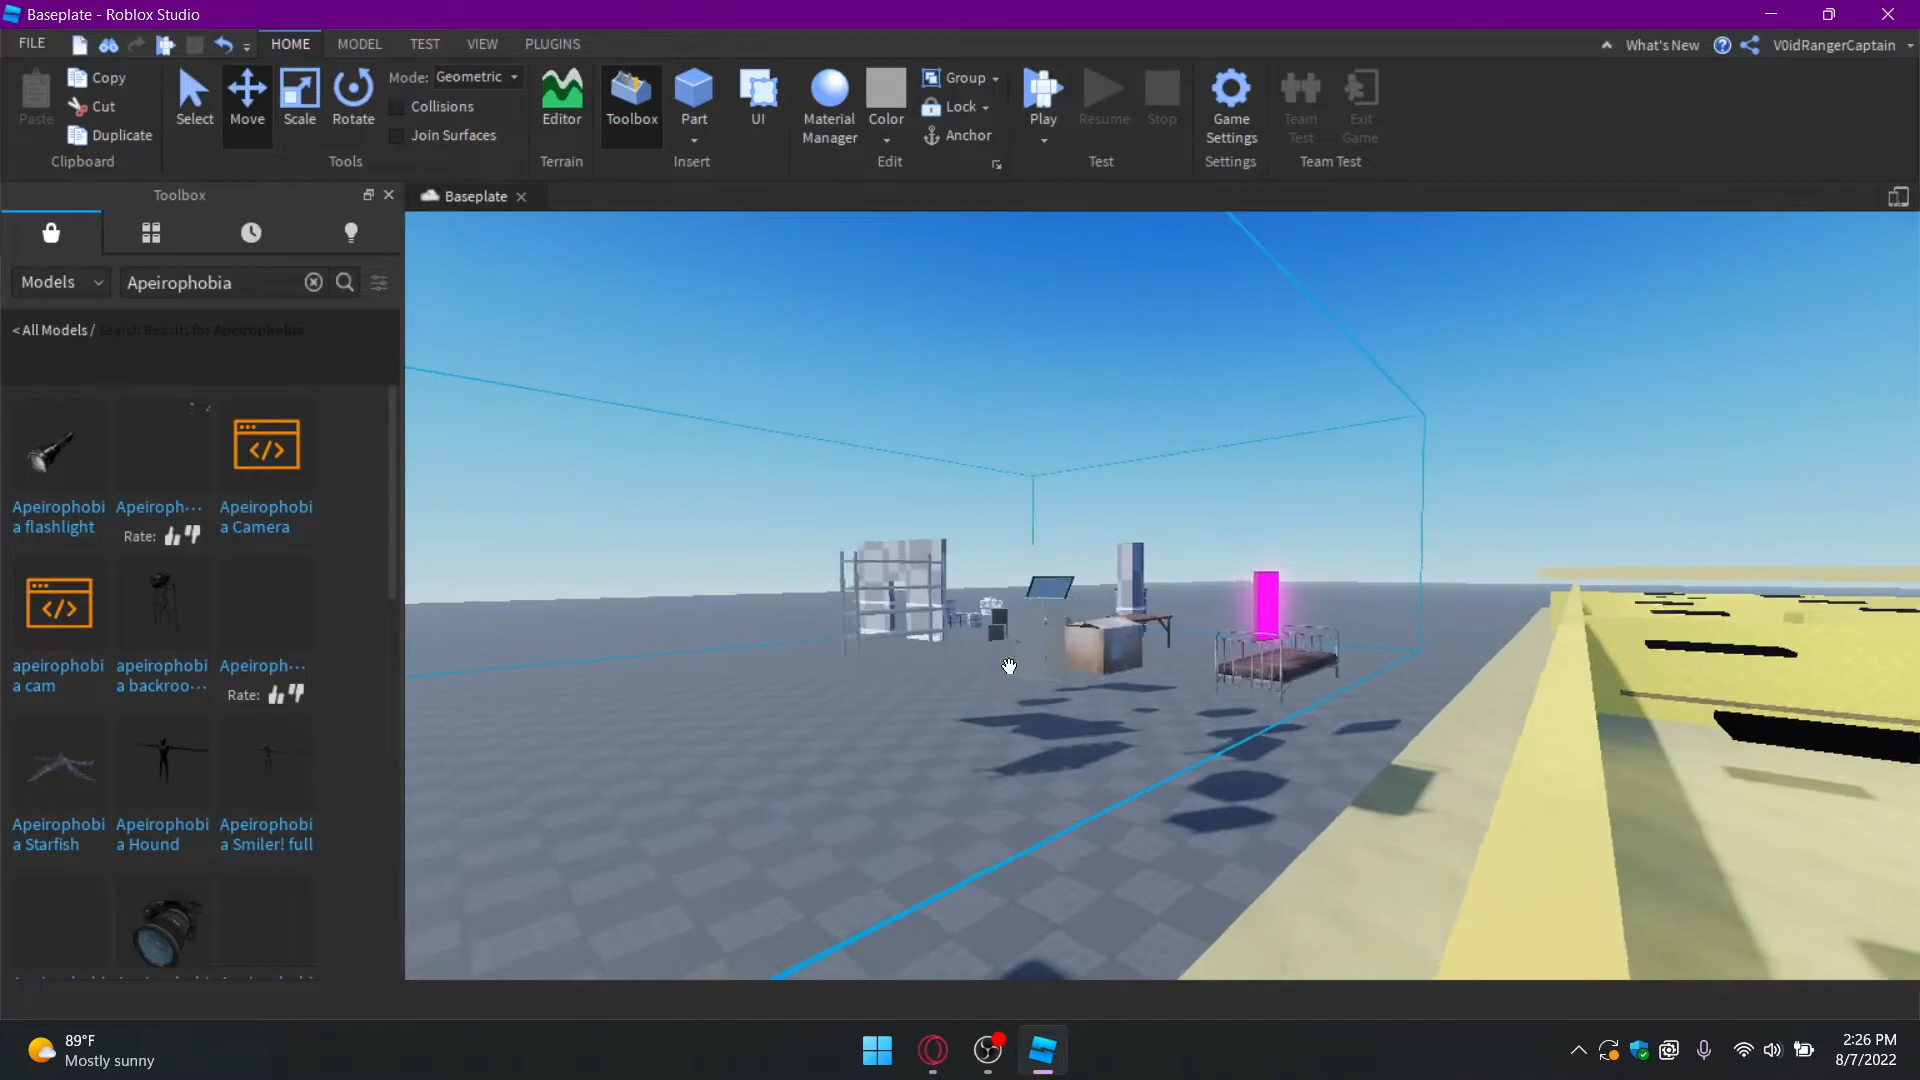 Baseplate - Roblox Studio
FILE
HOME
MODEL
TEST
VIEW
PLUGINS
What's New
V0idRangerCaptain
Paste
Copy
Cut
Duplicate
Clipboard
Select
Move
Scale
Rotate
Mode: Geometric
Collisions
Join Surfaces
Tools
Editor
Terrain
Toolbox
Part
UI
Insert
Material
Manager
Color
Group
Lock
Anchor
Edit
Play
Resume
Stop
Test
Game
Settings
Settings
Team
Test
Exit
Game
Team Test
Toolbox
Baseplate
Models
Apeirophobia
< All Models / Search Results for Apeirophobia
Apeirophobi
a flashlight
Apeiroph...
Rate:
Apeirophobi
a Camera
apeirophobi
a cam
apeirophobi
a backroo...
Apeiroph...
Rate:
Apeirophobi
a Starfish
Apeirophobi
a Hound
Apeirophobi
a Smiler! full
89°F
Mostly sunny
2:26 PM
8/7/2022